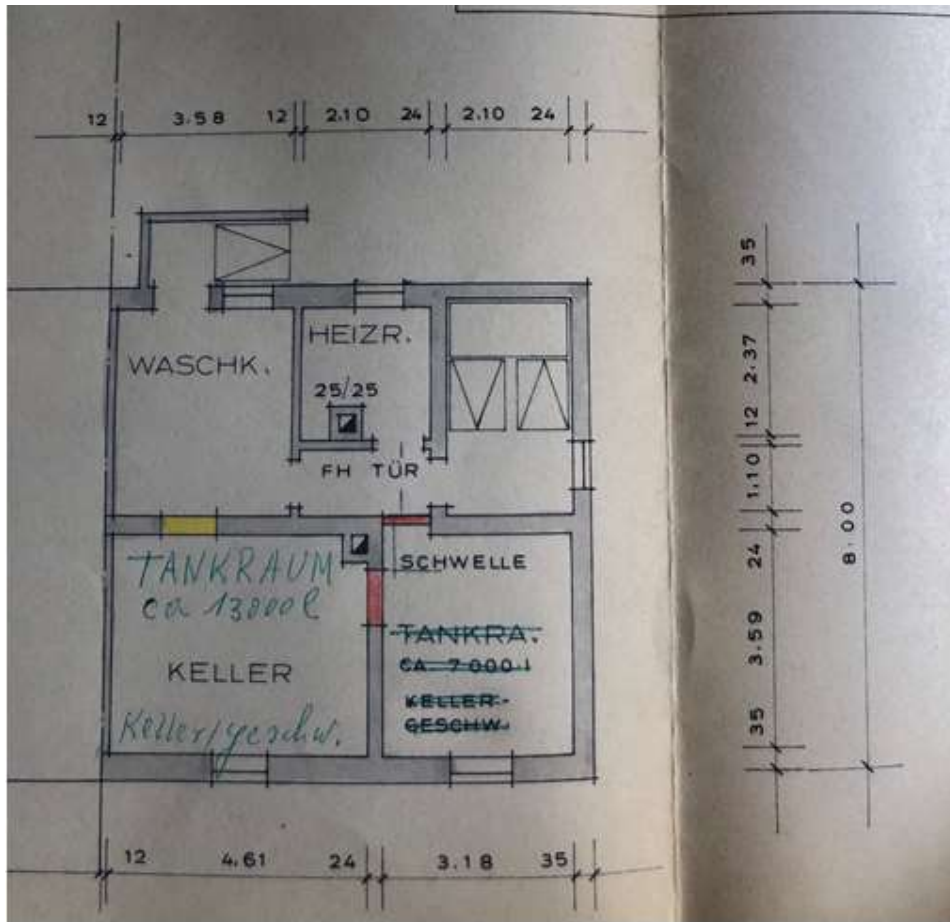 12 3.58 12 2.10 24 2.10 24
WASCHK.
HEIZR.
25/25
FH TÜR
SCHWELLE
TANKRAUM
ca 13000 l
KELLER
Keller/geschw.
TANKRA.
CA. 7000 l
KELLER-
GESCHW.
12 4.61 24 3.18 35
35
2.37
12
1.10
24
3.59
35
8.00